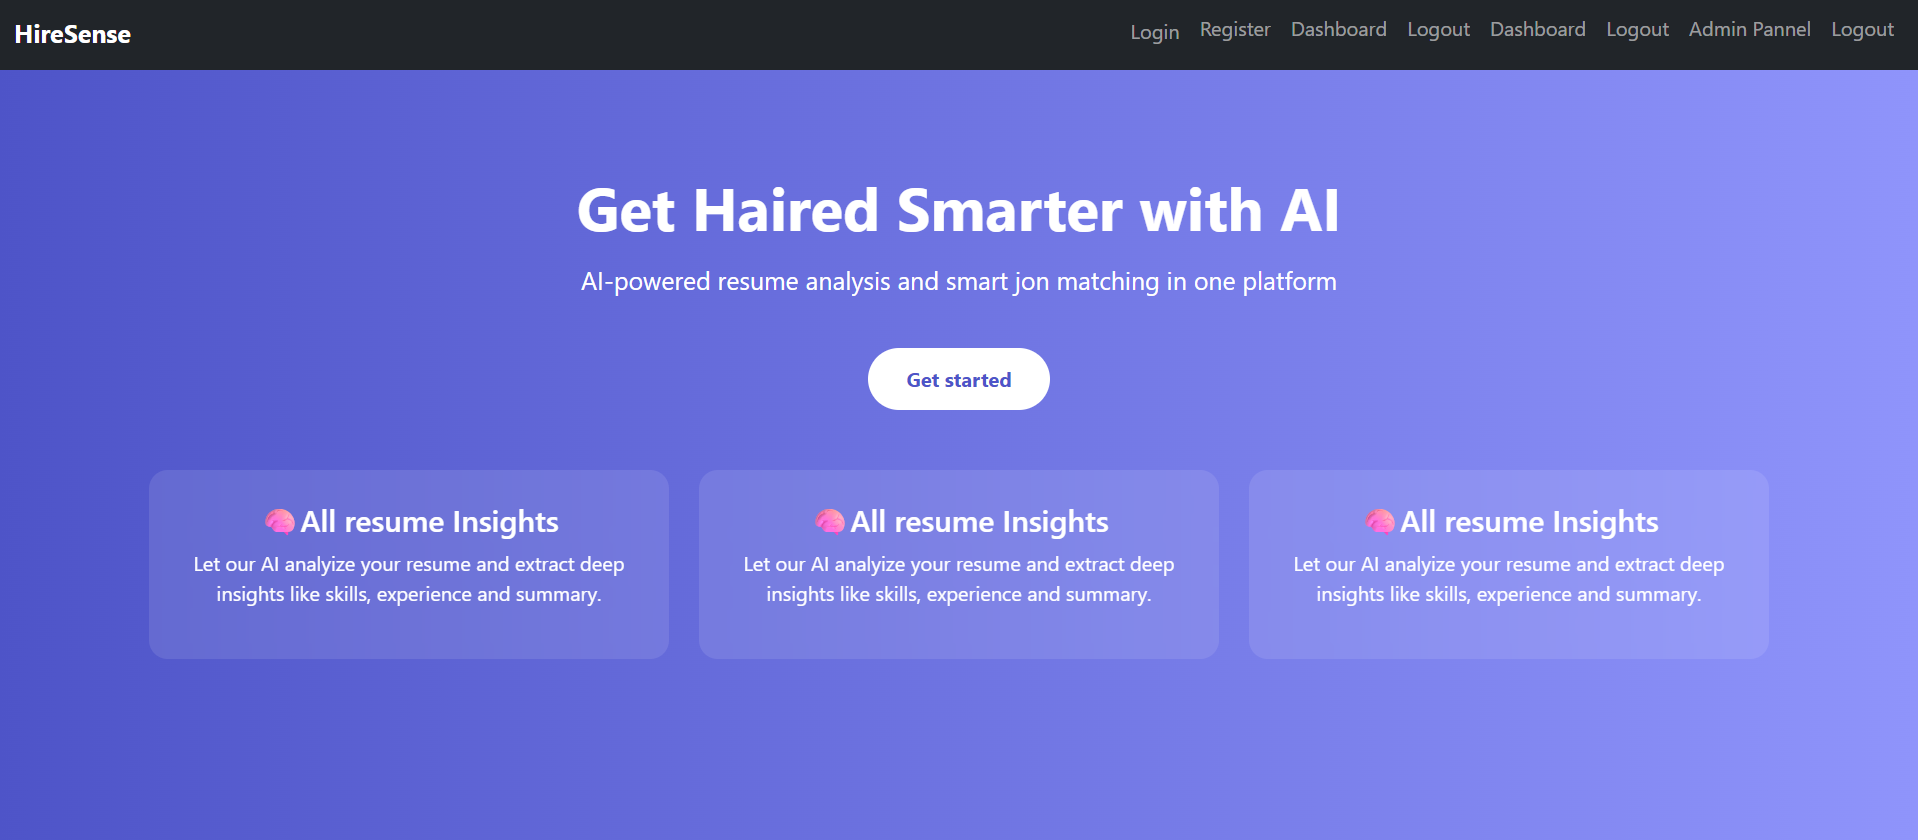 HireSense
Login Register Dashboard Logout Dashboard Logout Admin Pannel Logout
Get Haired Smarter with AI
AI-powered resume analysis and smart jon matching in one platform
Get started
🧠All resume Insights
Let our AI analyize your resume and extract deep
insights like skills, experience and summary.
🧠All resume Insights
Let our AI analyize your resume and extract deep
insights like skills, experience and summary.
🧠All resume Insights
Let our AI analyize your resume and extract deep
insights like skills, experience and summary.